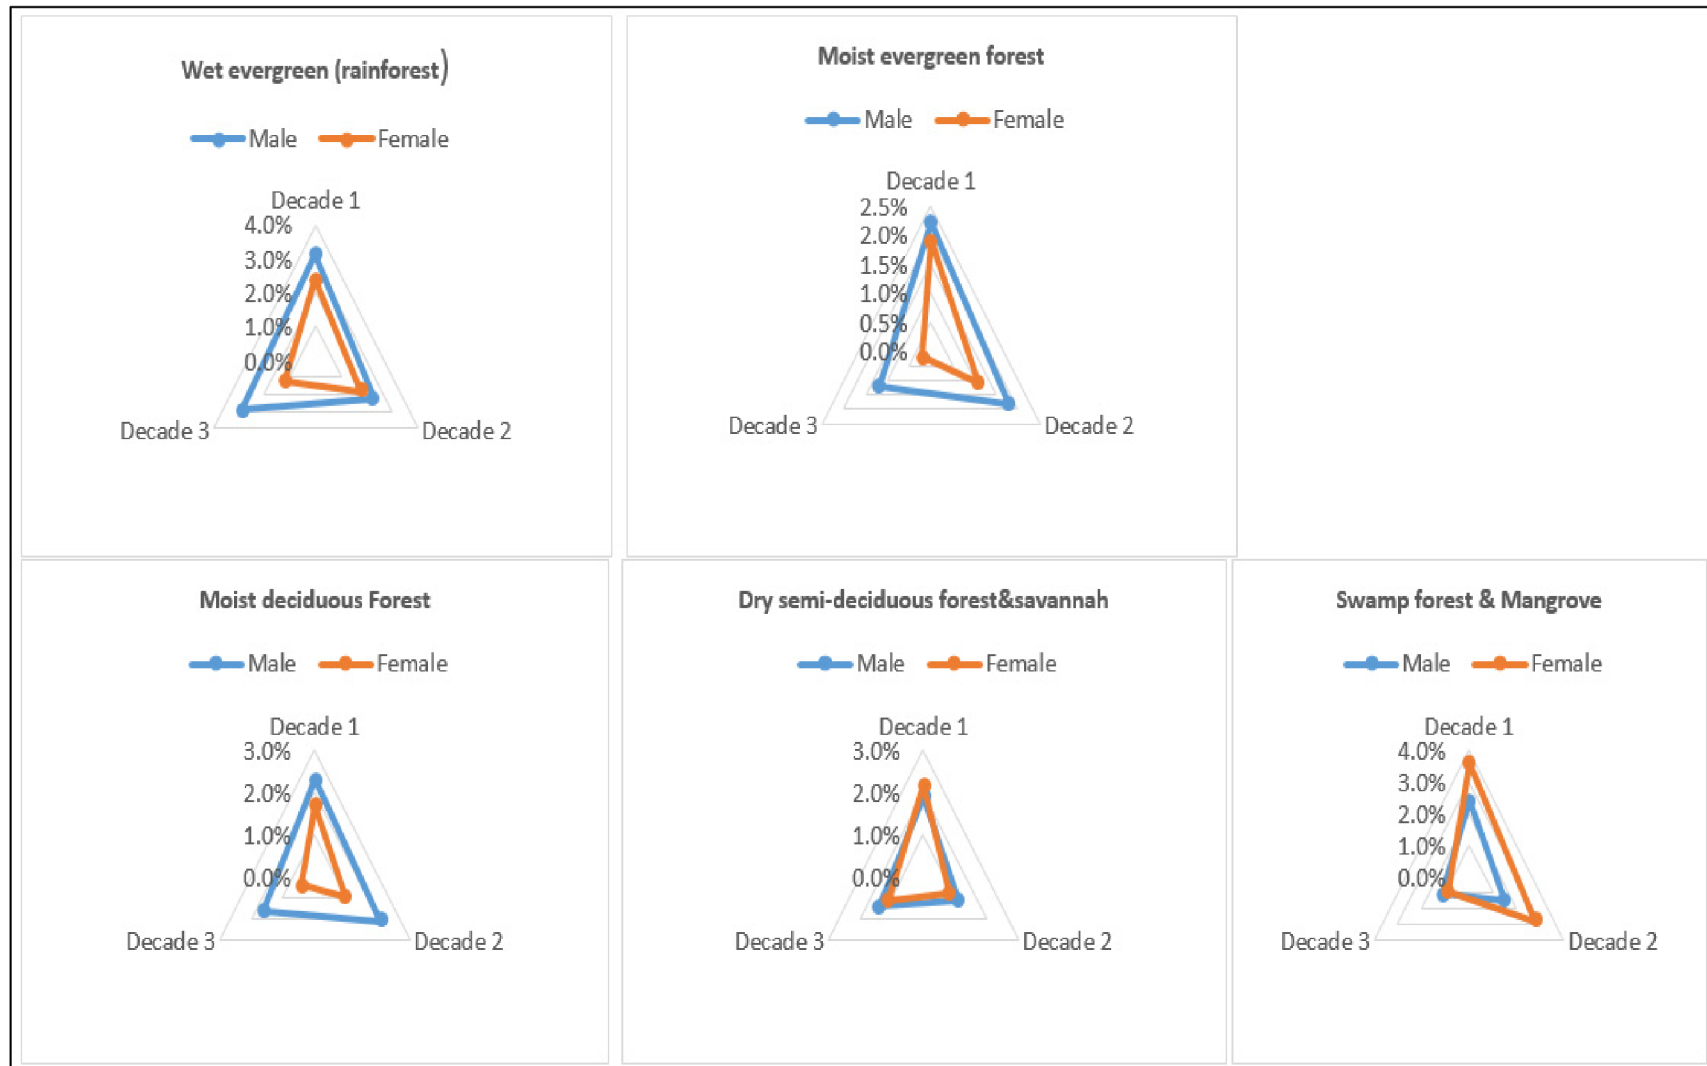 Wet evergreen (rainforest)
Male Female
Decade 1
4.0%
3.0%
2.0%
1.0%
0.0%
Decade 3 Decade 2
Moist evergreen forest
Male Female
Decade 1
2.5%
2.0%
1.5%
1.0%
0.5%
0.0%
Decade 3 Decade 2
Moist deciduous Forest
Male Female
Decade 1
3.0%
2.0%
1.0%
0.0%
Decade 3 Decade 2
Dry semi-deciduous forest&savannah
Male Female
Decade 1
3.0%
2.0%
1.0%
0.0%
Decade 3 Decade 2
Swamp forest & Mangrove
Male Female
Decade 1
4.0%
3.0%
2.0%
1.0%
0.0%
Decade 3 Decade 2